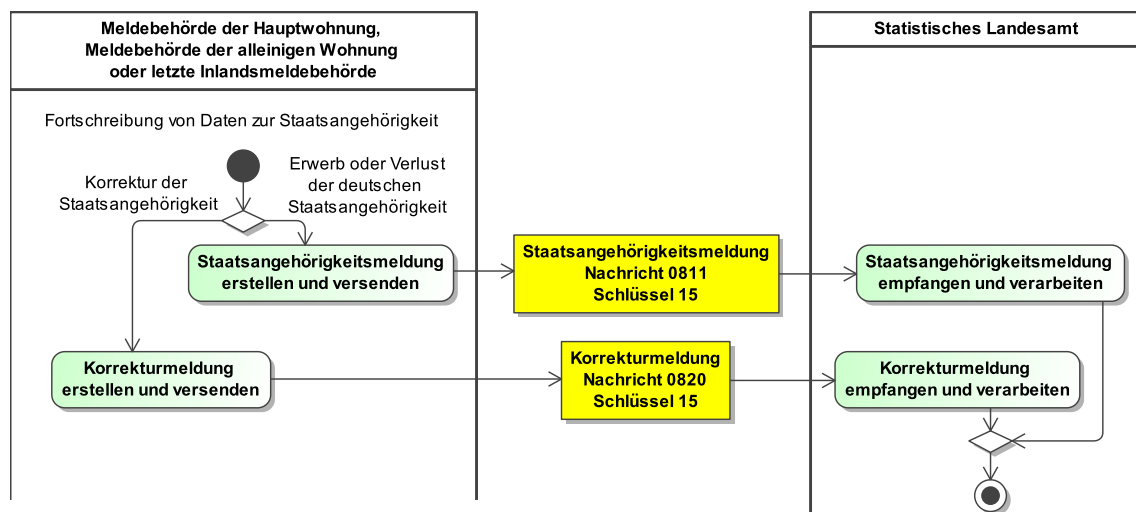 Meldebehörde der Hauptwohnung,
Meldebehörde der alleinigen Wohnung
oder letzte Inlandsmeldebehörde
Statistisches Landesamt
Fortschreibung von Daten zur Staatsangehörigkeit
Korrektur der
Staatsangehörigkeit
Erwerb oder Verlust
der deutschen
Staatsangehörigkeit
Staatsangehörigkeitsmeldung
erstellen und versenden
Staatsangehörigkeitsmeldung
Nachricht 0811
Schlüssel 15
Staatsangehörigkeitsmeldung
empfangen und verarbeiten
Korrekturmeldung
erstellen und versenden
Korrekturmeldung
Nachricht 0820
Schlüssel 15
Korrekturmeldung
empfangen und verarbeiten